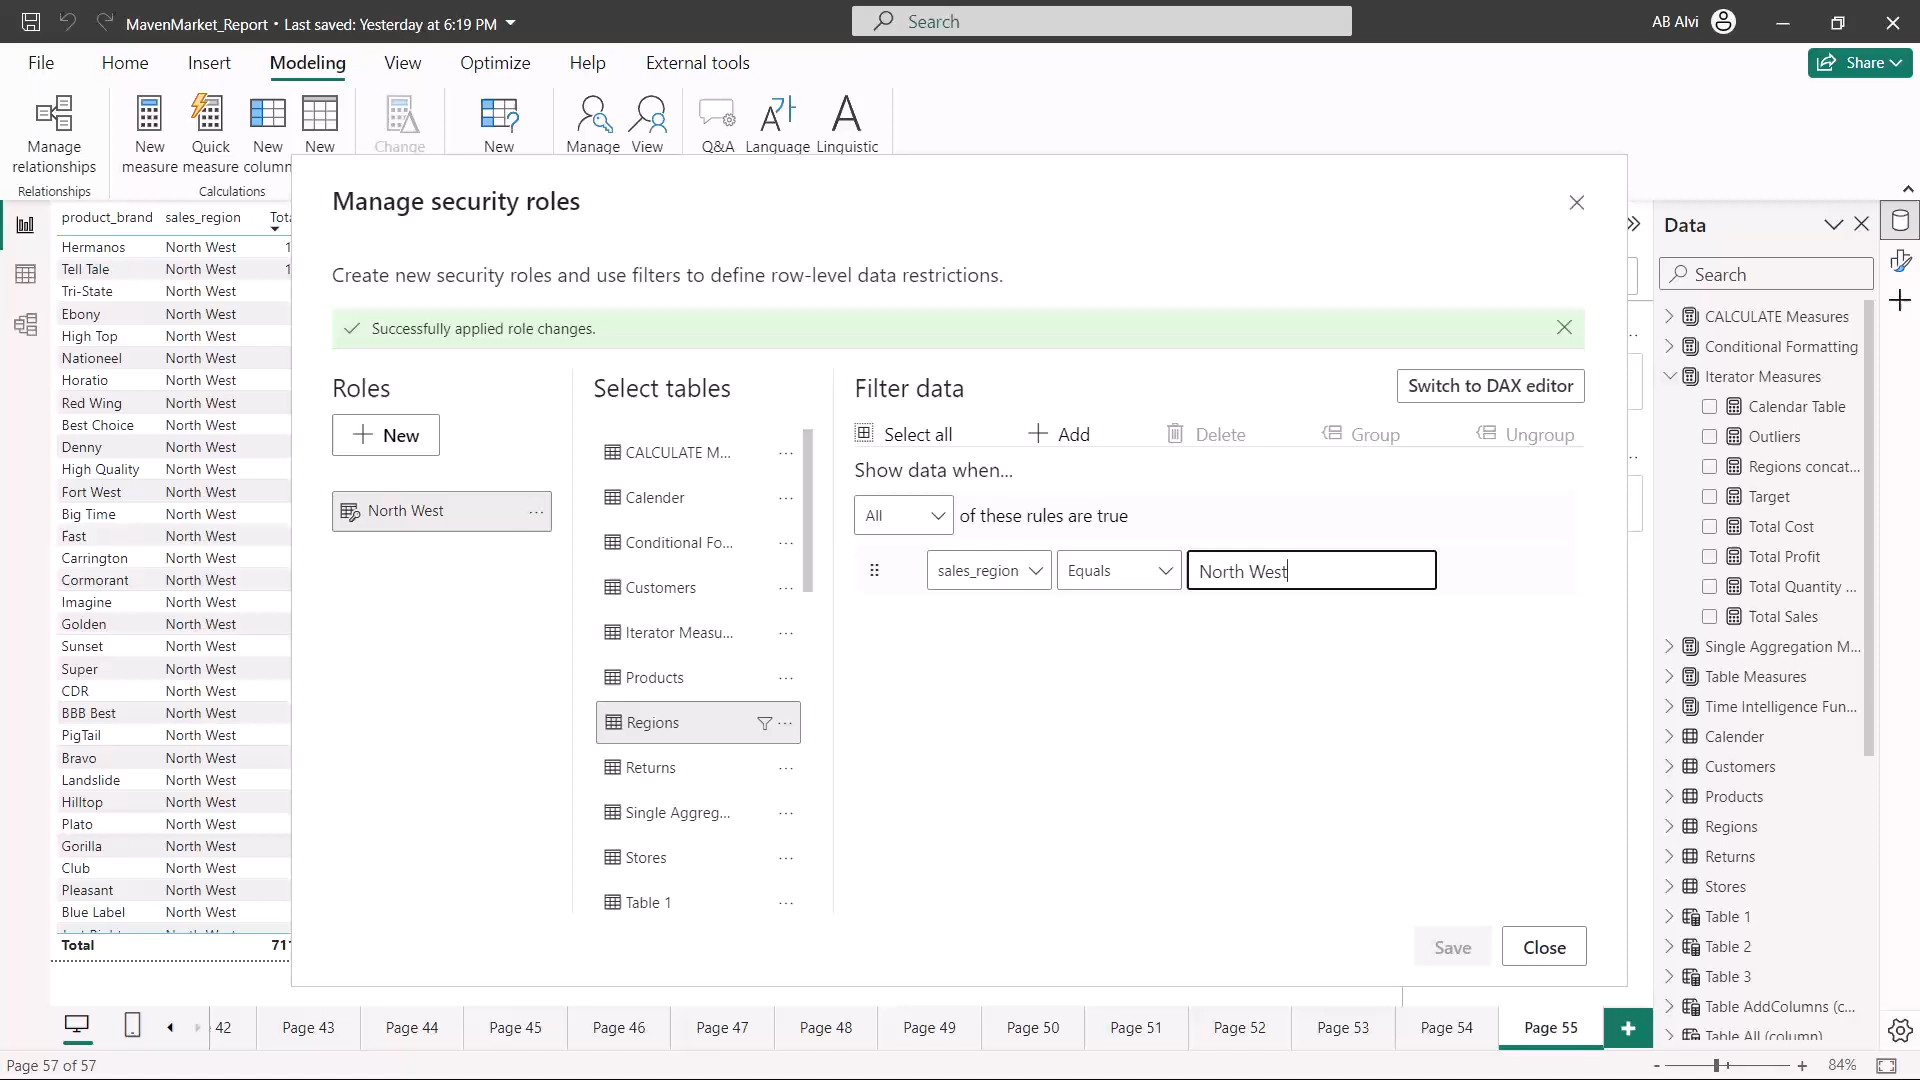 MavenMarket_Report • Last saved: Yesterday at 6:19 PM
Search
AB Alvi
File
Home
Insert
Modeling
View
Optimize
Help
External tools
Share
Manage
relationships
New
measure
Quick
measure
New
column
New
Change
New
Manage
View
Q&A
Language
Linguistic
Relationships
Calculations
product_brand sales_region
Hermanos North West
Tell Tale North West
Tri-State North West
Ebony North West
High Top North West
Nationeel North West
Horatio North West
Red Wing North West
Best Choice North West
Denny North West
High Quality North West
Fort West North West
Big Time North West
Fast North West
Carrington North West
Cormorant North West
Imagine North West
Golden North West
Sunset North West
Super North West
CDR North West
BBB Best North West
PigTail North West
Bravo North West
Landslide North West
Hilltop North West
Plato North West
Gorilla North West
Club North West
Pleasant North West
Blue Label North West
Total 71
Manage security roles
Create new security roles and use filters to define row-level data restrictions.
Successfully applied role changes.
Roles
New
North West ...
Select tables
CALCULATE M... ...
Calender ...
Conditional Fo... ...
Customers ...
Iterator Measu... ...
Products ...
Regions ...
Returns ...
Single Aggreg... ...
Stores ...
Table 1 ...
Filter data
Switch to DAX editor
Select all
Add
Delete
Group
Ungroup
Show data when...
All of these rules are true
sales_region Equals North West
Save
Close
Data
Search
CALCULATE Measures
Conditional Formatting
Iterator Measures
Calendar Table
Outliers
Regions concat...
Target
Total Cost
Total Profit
Total Quantity ...
Total Sales
Single Aggregation M...
Table Measures
Time Intelligence Fun...
Calender
Customers
Products
Regions
Returns
Stores
Table 1
Table 2
Table 3
Table AddColumns (c...
Table All (column)
42
Page 43
Page 44
Page 45
Page 46
Page 47
Page 48
Page 49
Page 50
Page 51
Page 52
Page 53
Page 54
Page 55
+
Page 57 of 57
- + 84%